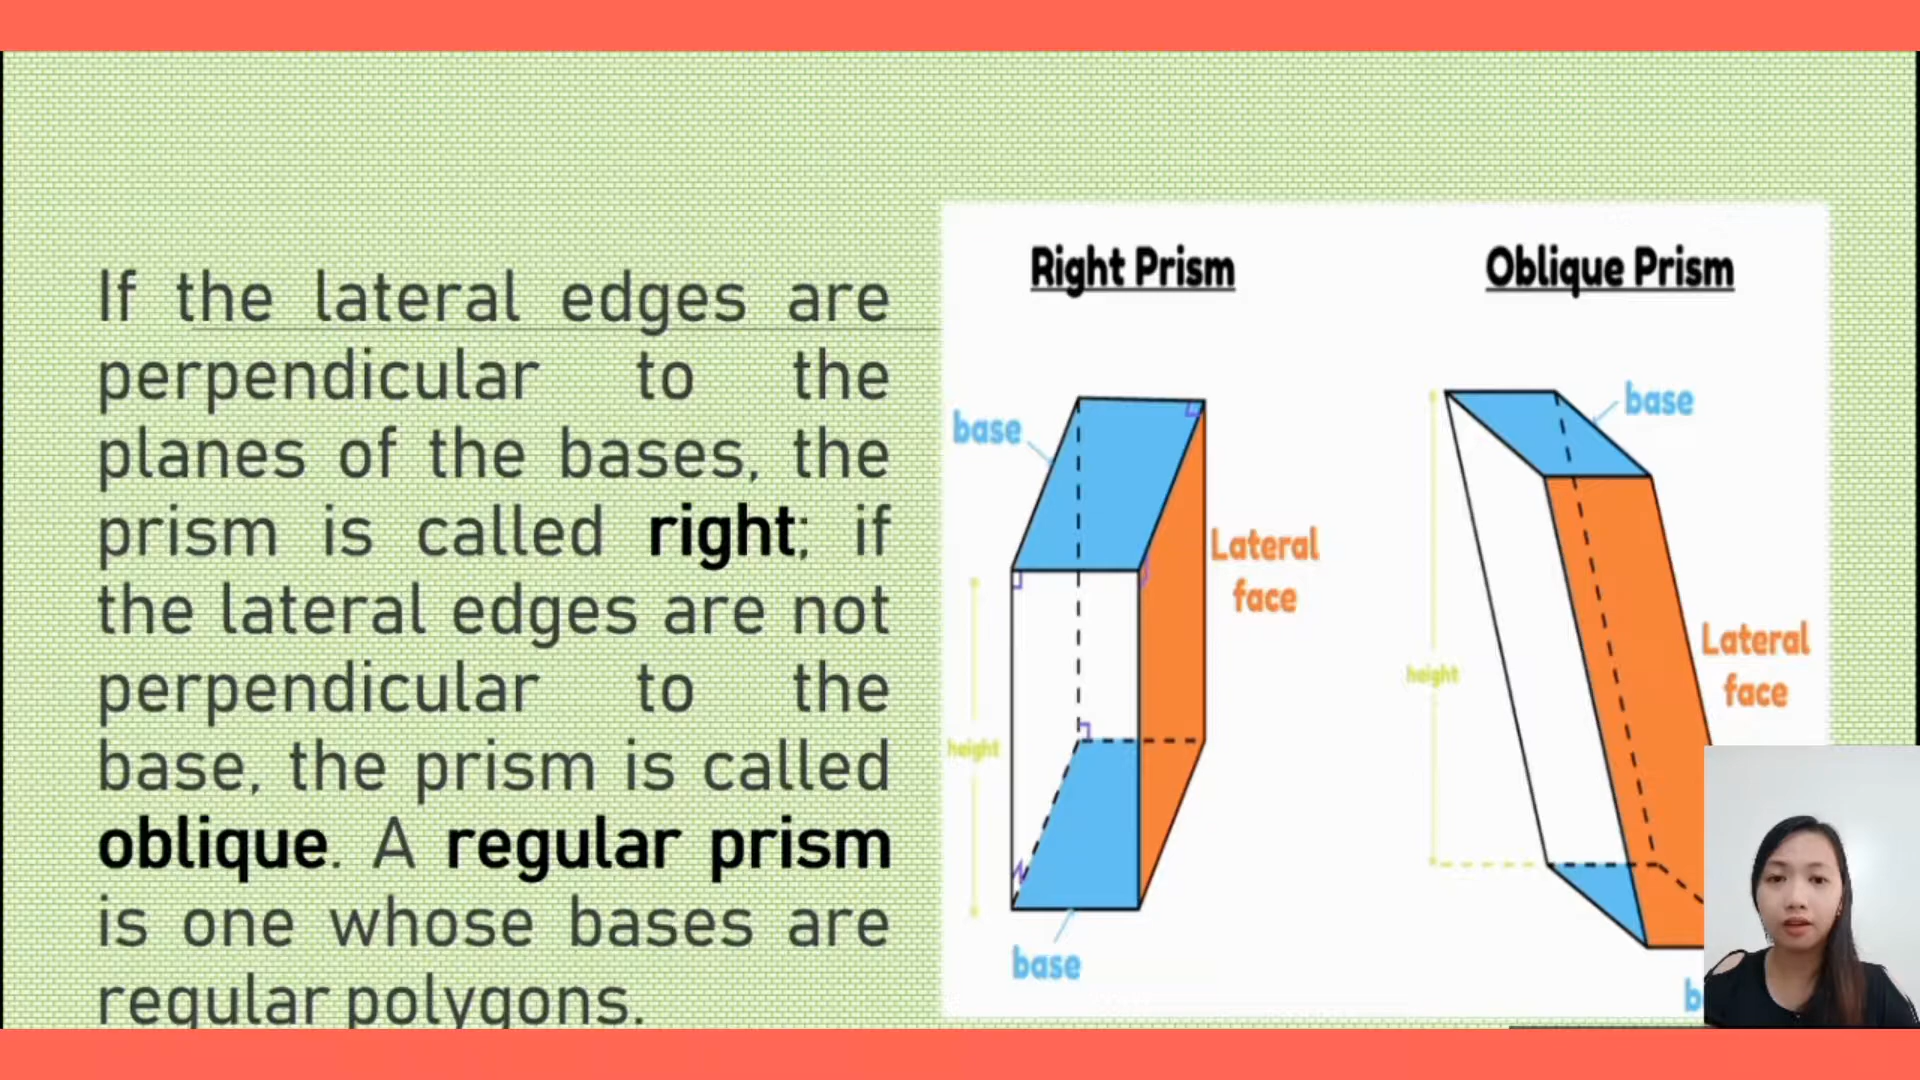 If the lateral edges are
perpendicular to the
planes of the bases, the
prism is called right; if
the lateral edges are not
perpendicular to the
base, the prism is called
oblique. A regular prism
is one whose bases are
regular polygons.
Right Prism
base
Lateral
face
height
base
Oblique Prism
base
height
Lateral
face